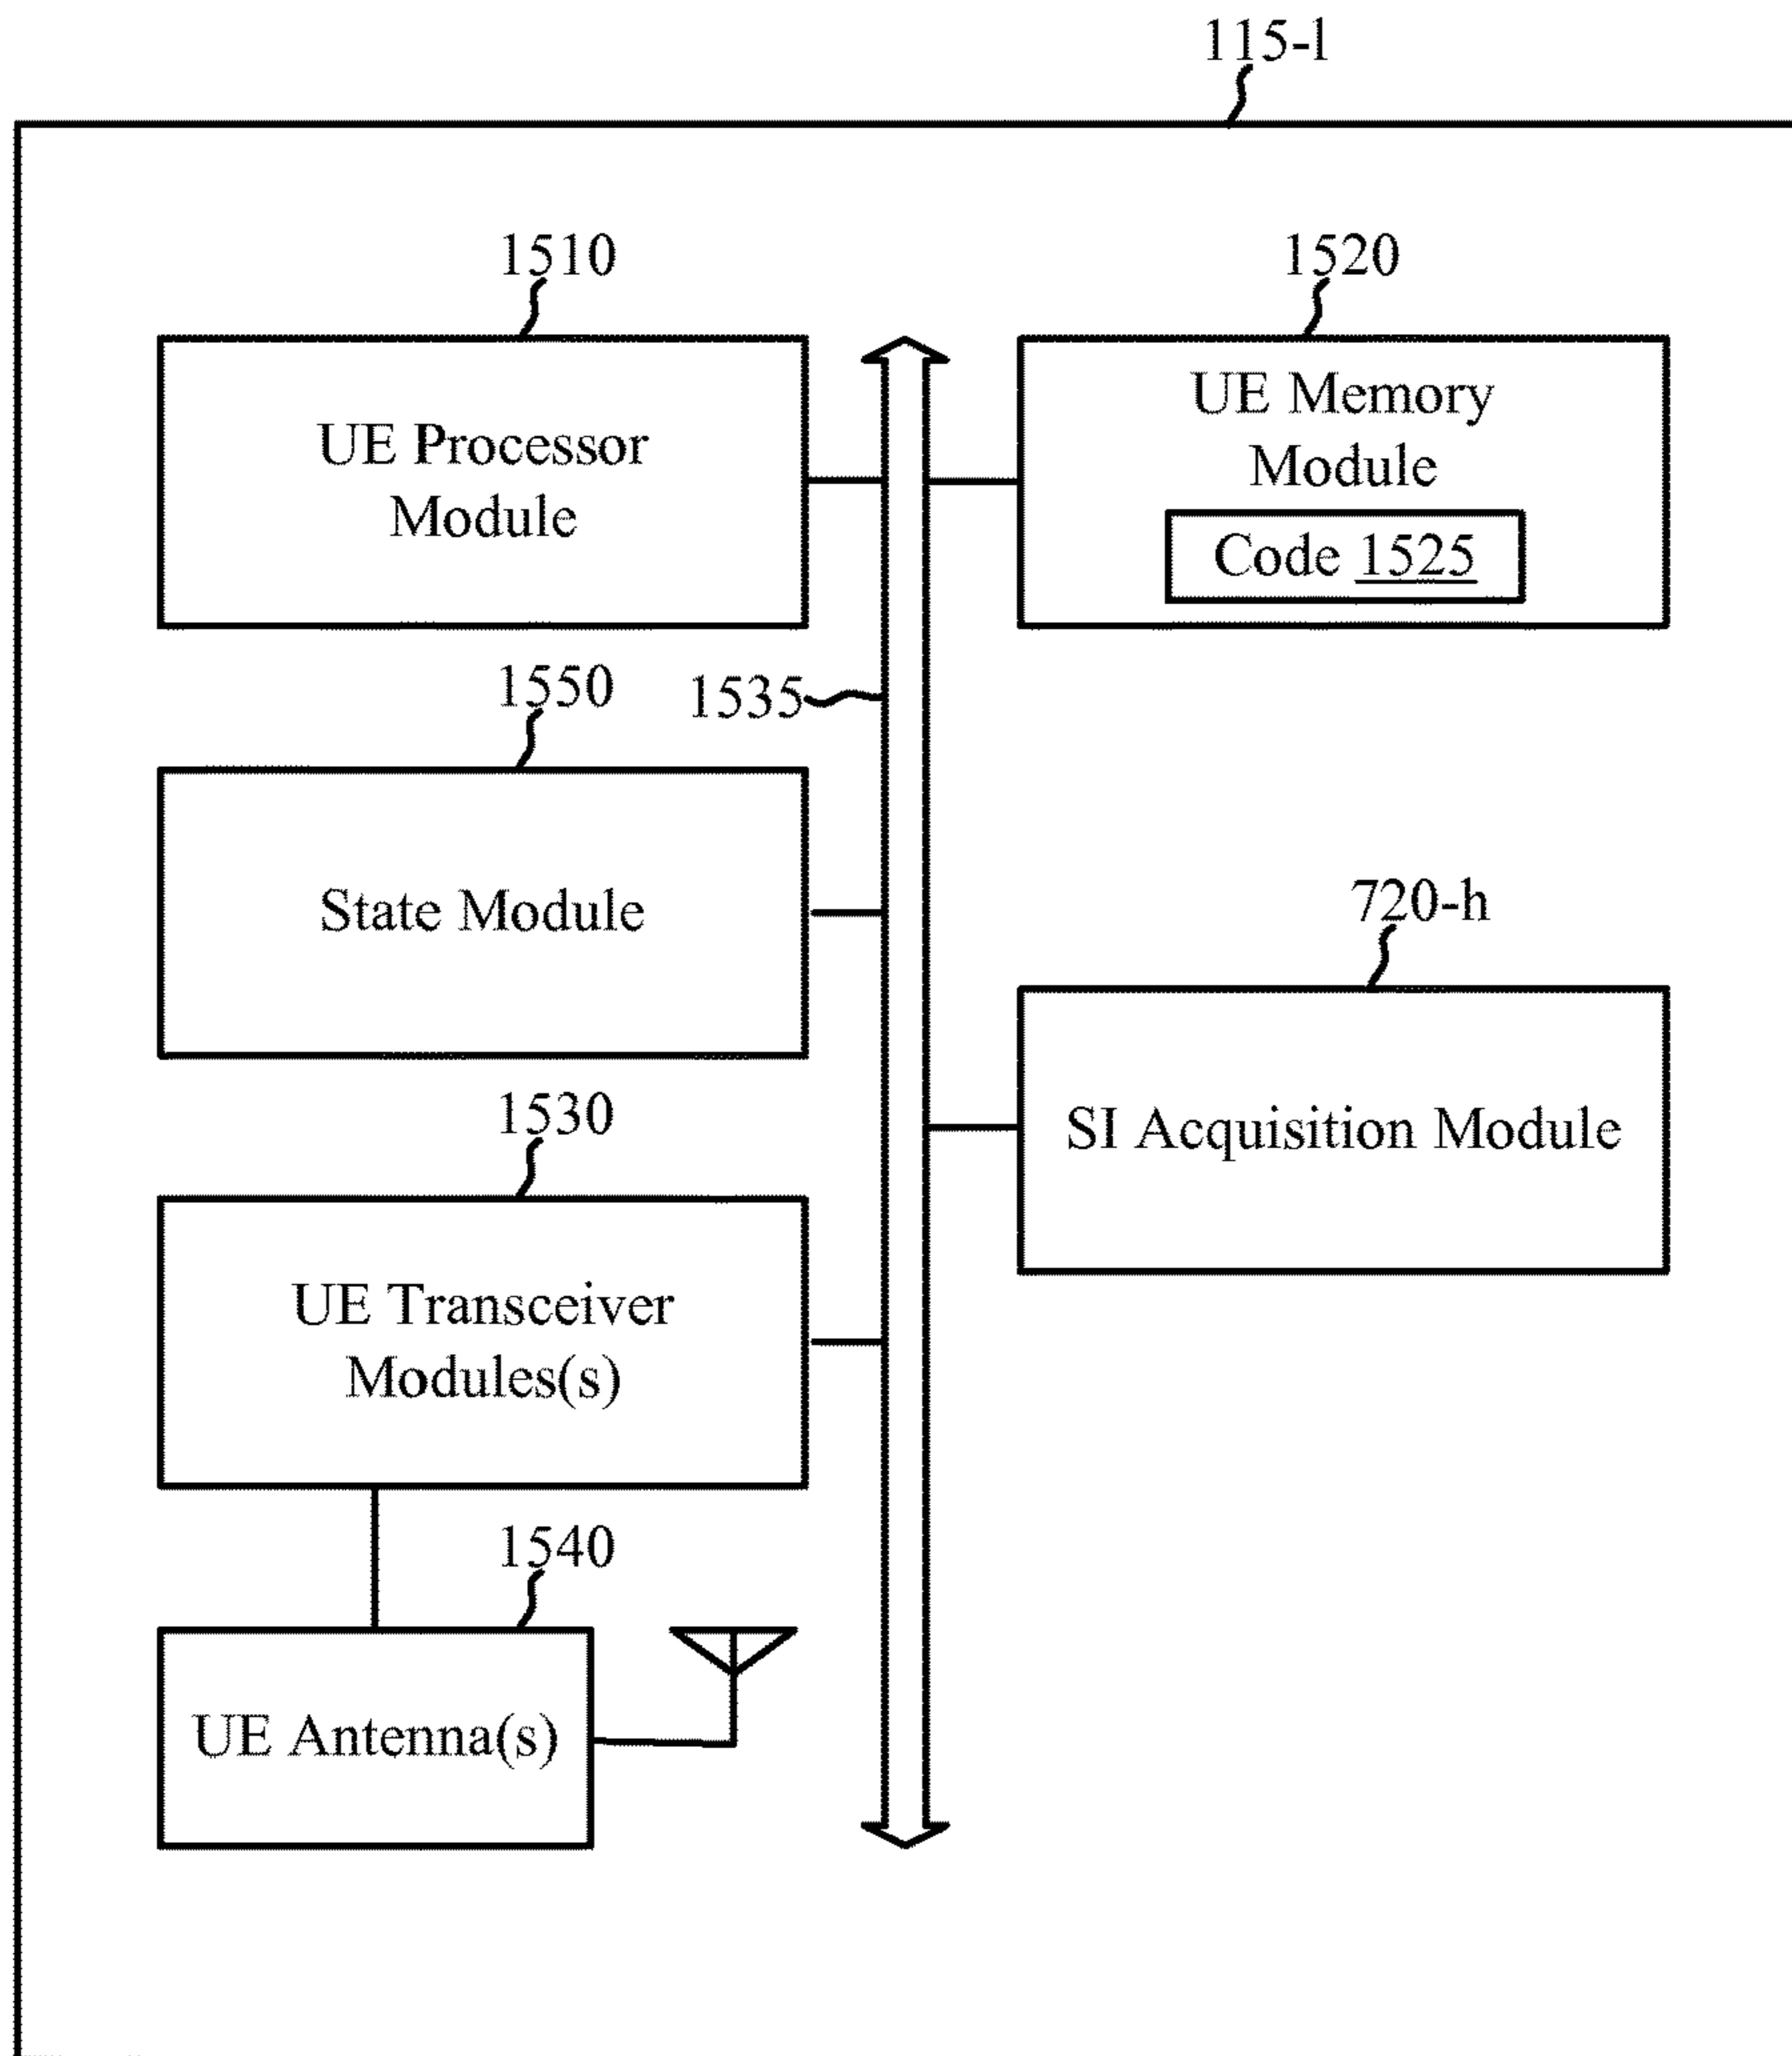 115-l
1510
1520
UE Processor
Module
UE Memory
Module
Code 1525
1550
1535
State Module
720-h
SI Acquisition Module
1530
UE Transceiver
Modules(s)
1540
UE Antenna(s)